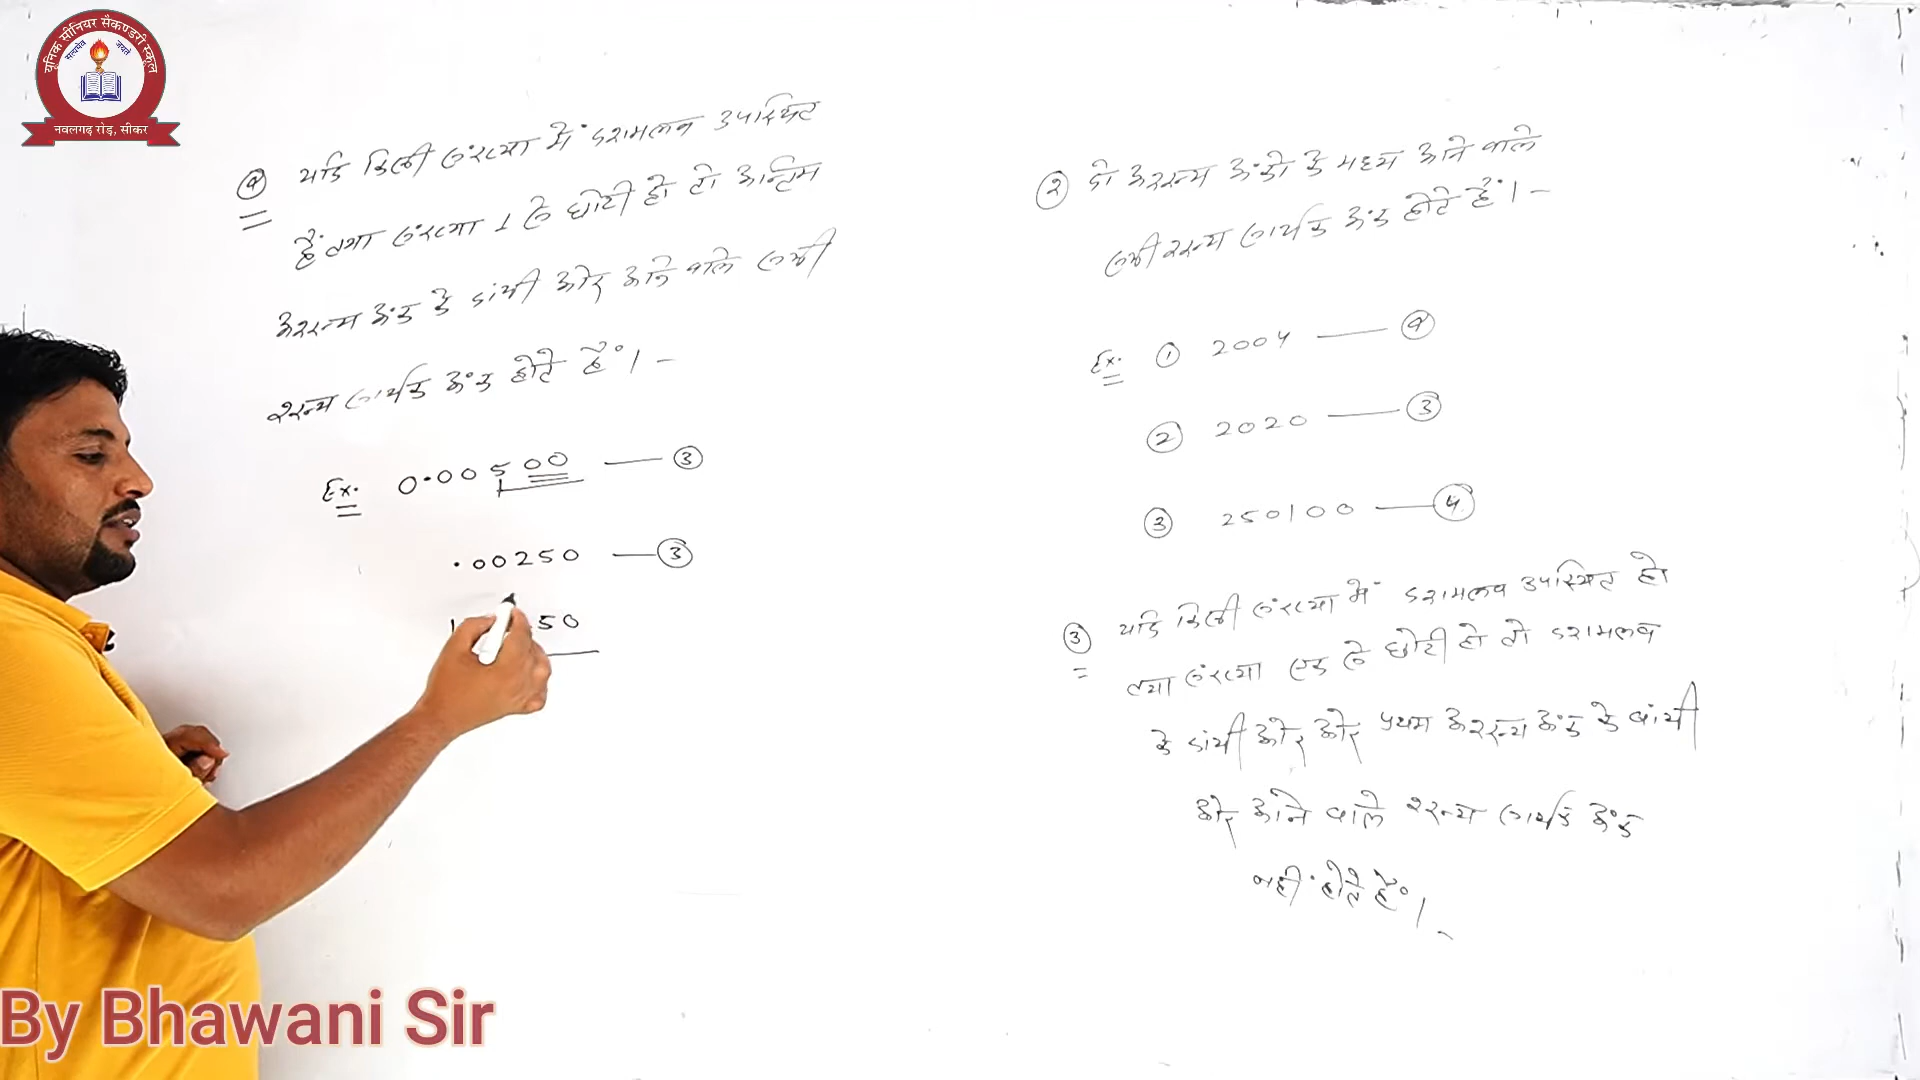 यूनिक सीनियर सैकण्डरी स्कूल
सत्यमेव जयते
नवलगढ़ रोड़, सीकर
④ यदि किसी संख्या में दशमलव उपस्थित
हैं तथा संख्या 1 से छोटी हो तो अन्तिम
अशून्य अंक के दांयी ओर आने वाले सभी
शून्य सार्थक अंक होते हैं।-
Ex. 0.00500 — ③
.00250 — ③
50
② दो अशून्य अंको के मध्य आने वाले
सभी शून्य सार्थक अंक होते हैं।-
Ex. ① 2004 — ④
② 2020 — ③
③ 250100 — ④
③ यदि किसी संख्या में दशमलव उपस्थित हो
तथा संख्या एक से छोटी हो तो दशमलव
के दांयी ओर और प्रथम अशून्य अंक के बांयी
ओर आने वाले शून्य सार्थक अंक
नहीं होते हैं।-
By Bhawani Sir